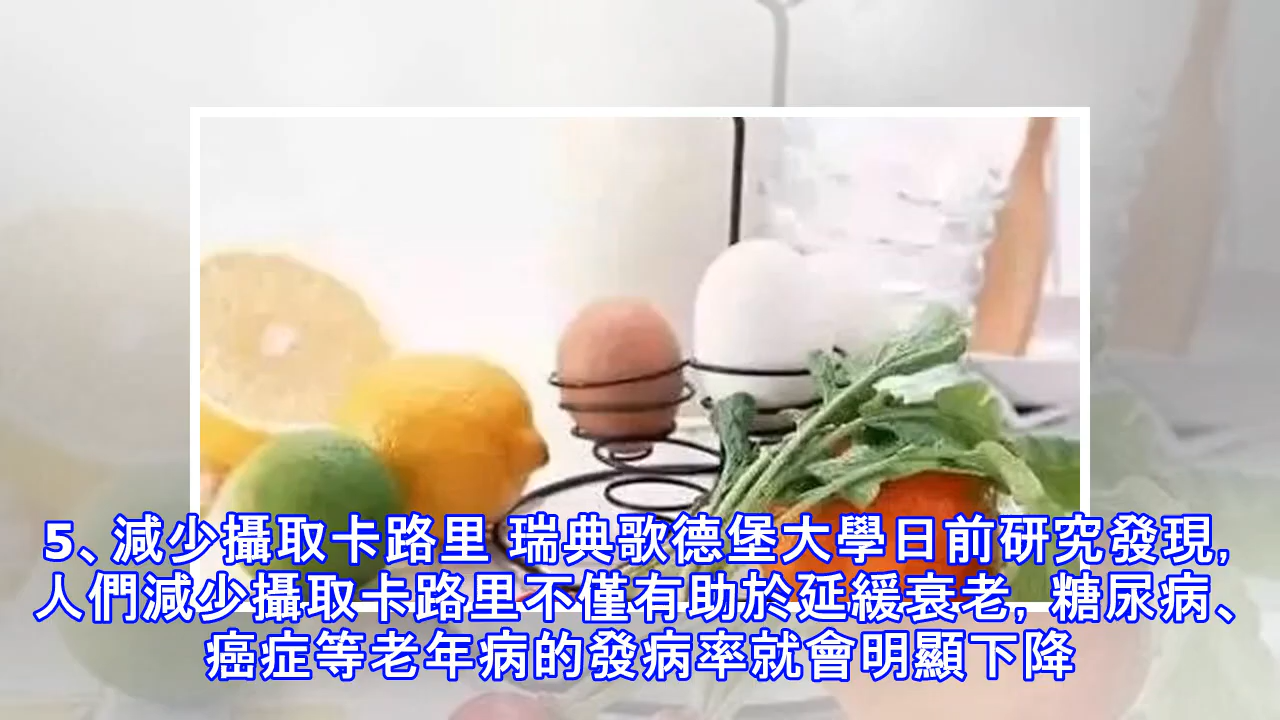 5、減少攝取卡路里 瑞典歌德堡大學日前研究發現,
人們減少攝取卡路里不僅有助於延緩衰老, 糖尿病、
癌症等老年病的發病率就會明顯下降